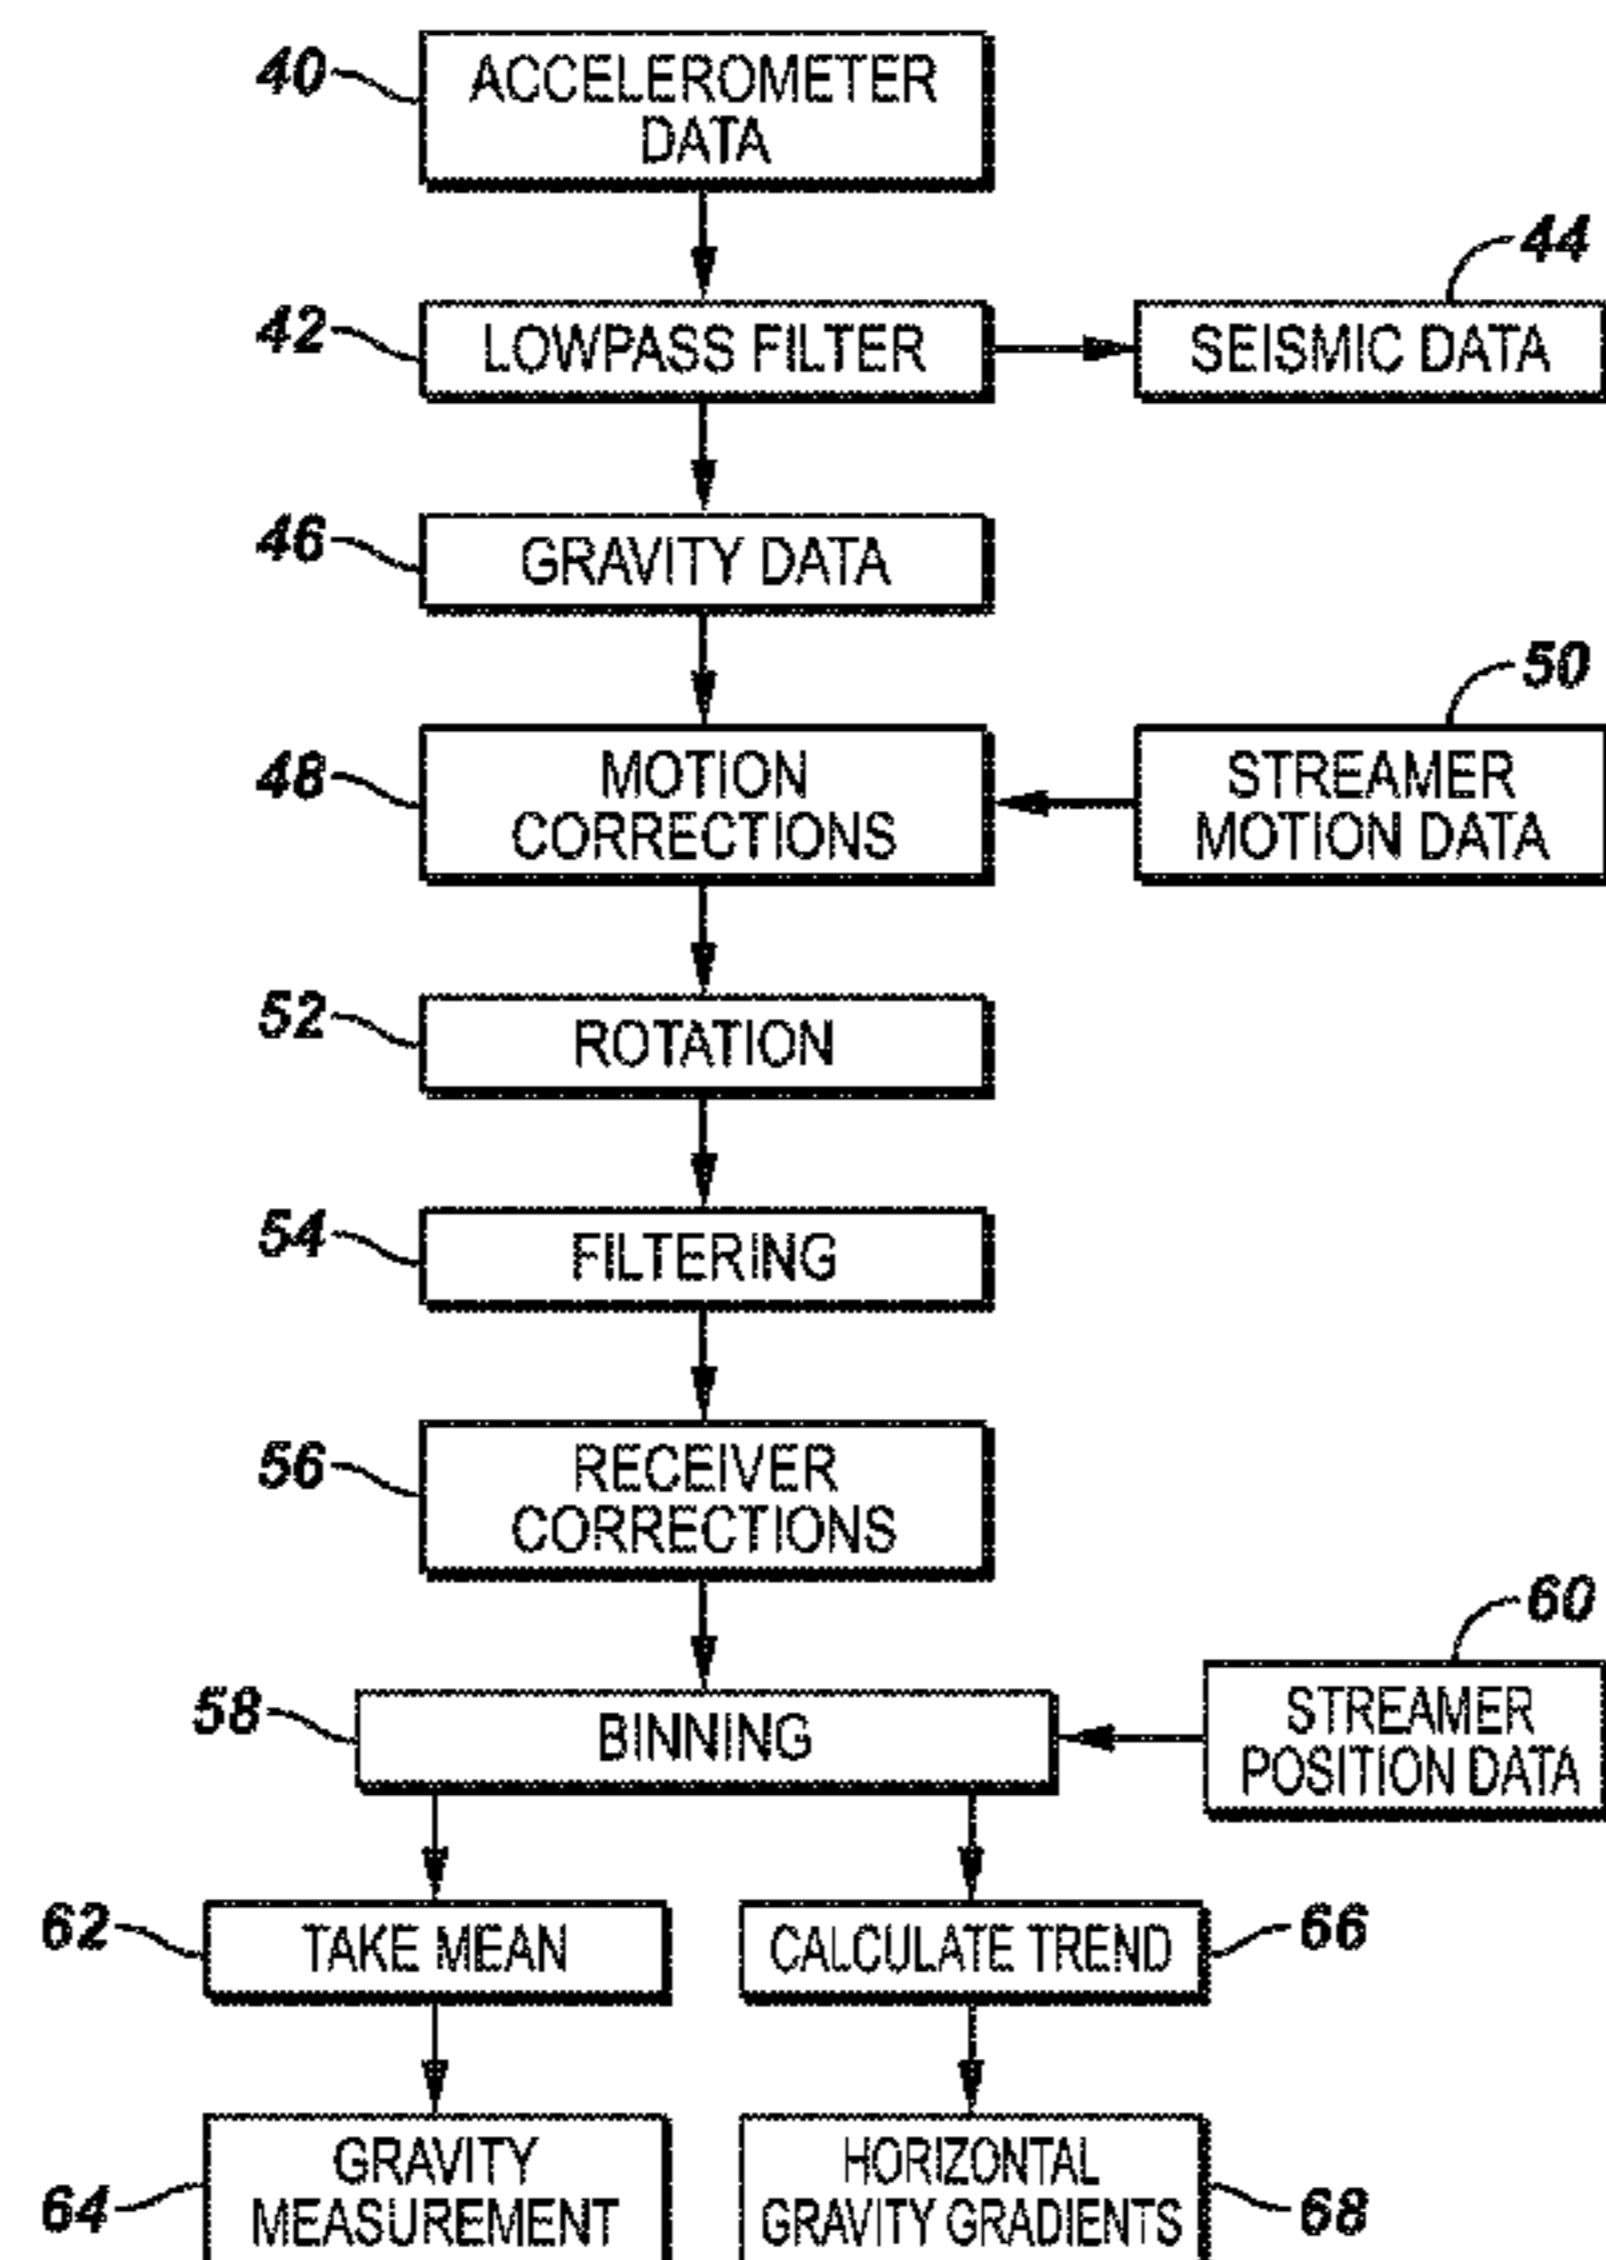 40
ACCELEROMETER
DATA
44
42
LOWPASS FILTER
SEISMIC DATA
46
GRAVITY DATA
50
48
MOTION
CORRECTIONS
STREAMER
MOTION DATA
52
ROTATION
54
FILTERING
56
RECEIVER
CORRECTIONS
60
58
BINNING
STREAMER
POSITION DATA
62
TAKE MEAN
CALCULATE TREND
66
64
GRAVITY
MEASUREMENT
HORIZONTAL
GRAVITY GRADIENTS
68